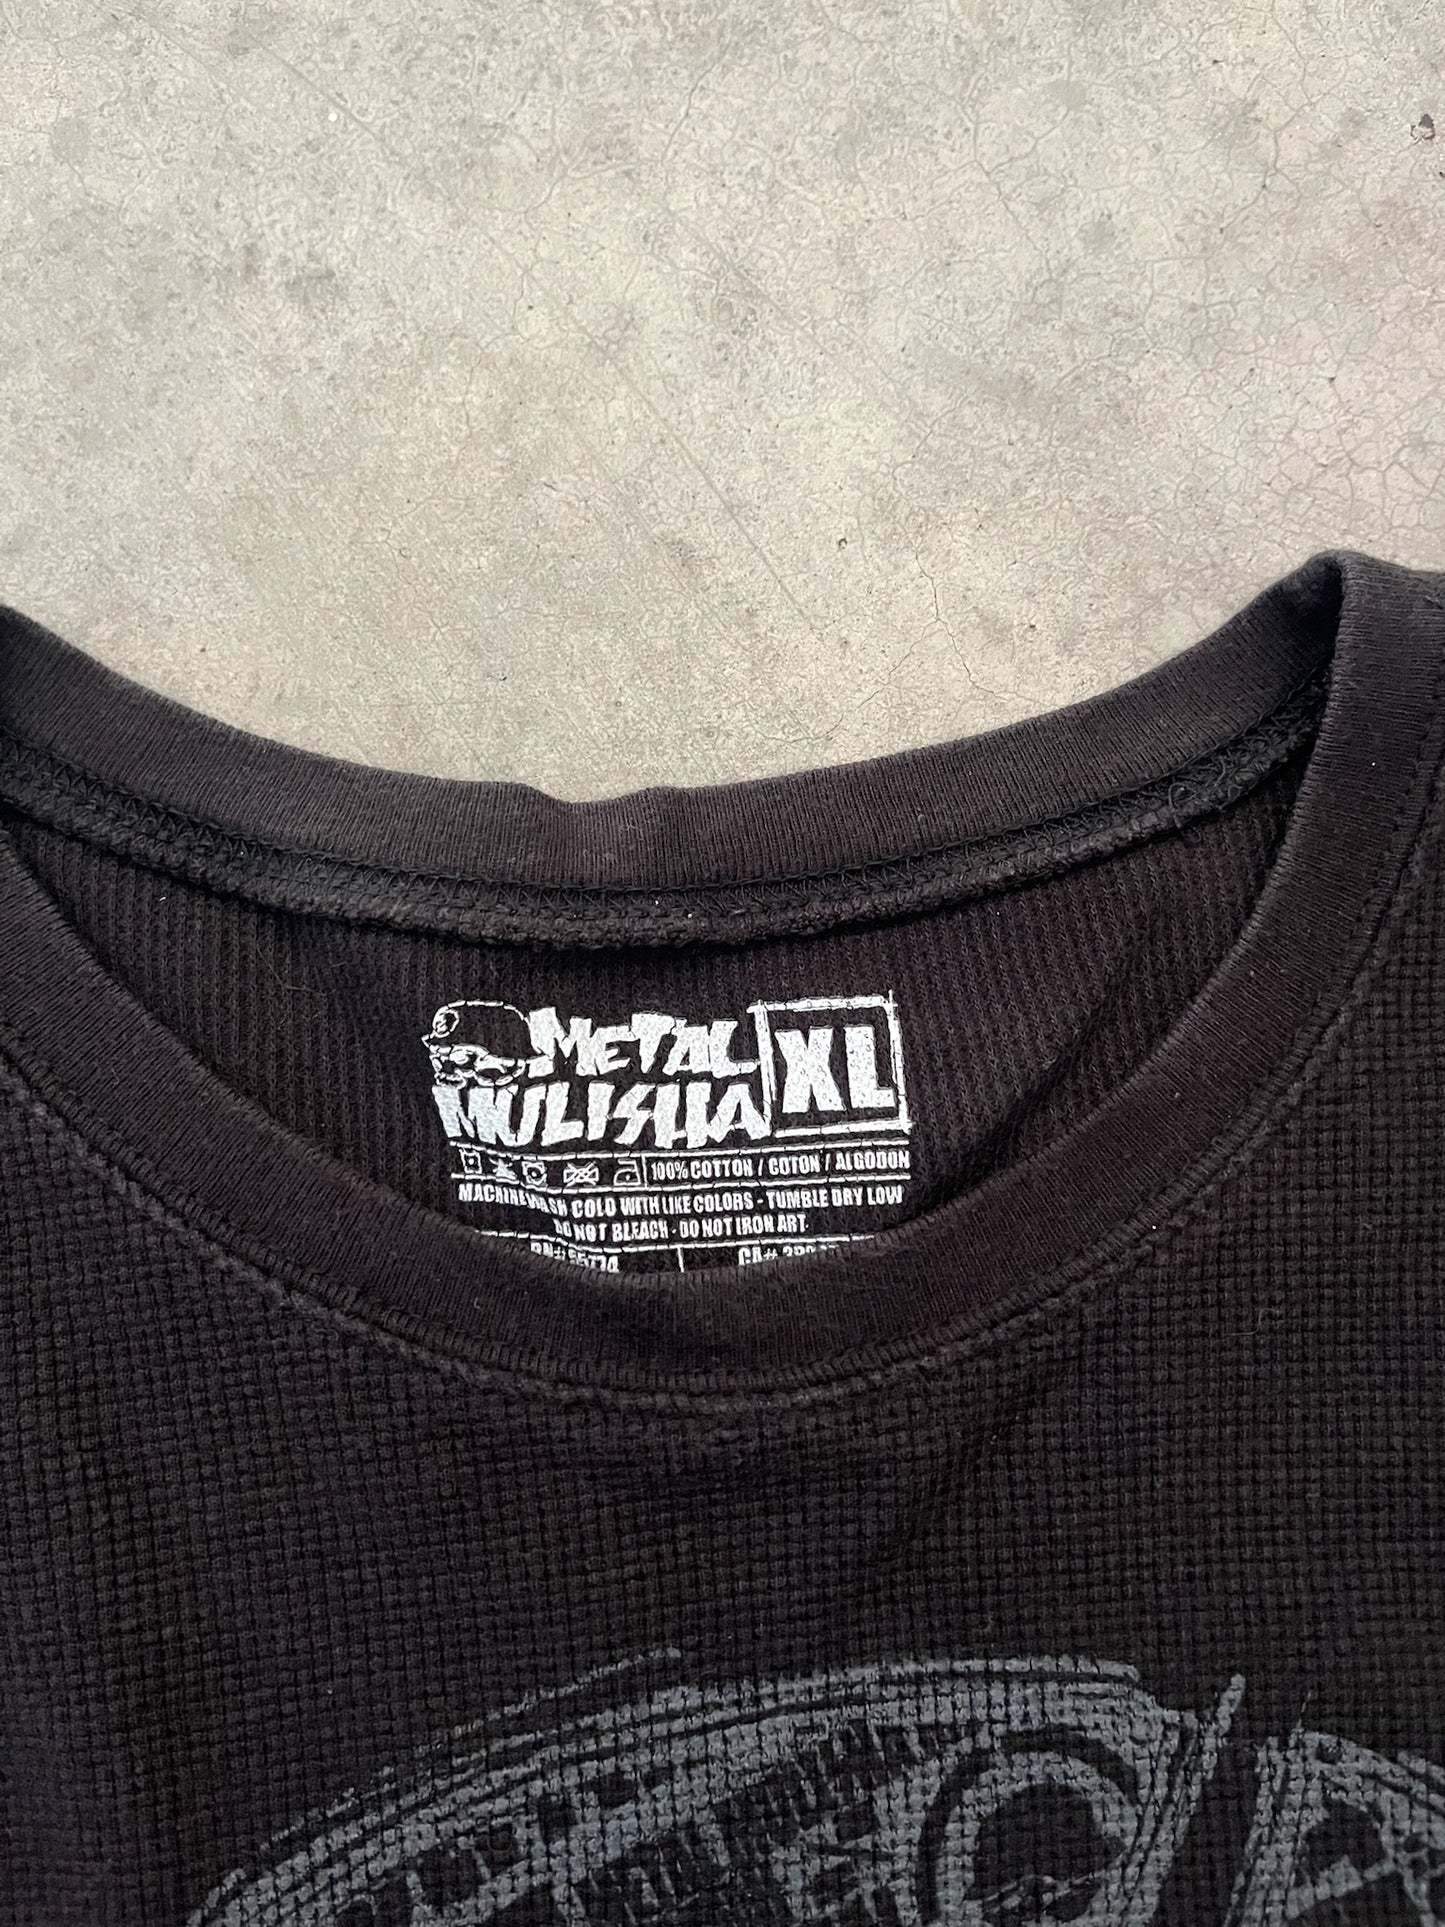 METAL
MULISHA
XL
100% COTTON / COTON / ALGODON
MACHINE WASH COLD WITH LIKE COLORS - TUMBLE DRY LOW
DO NOT BLEACH - DO NOT IRON ART
CA#